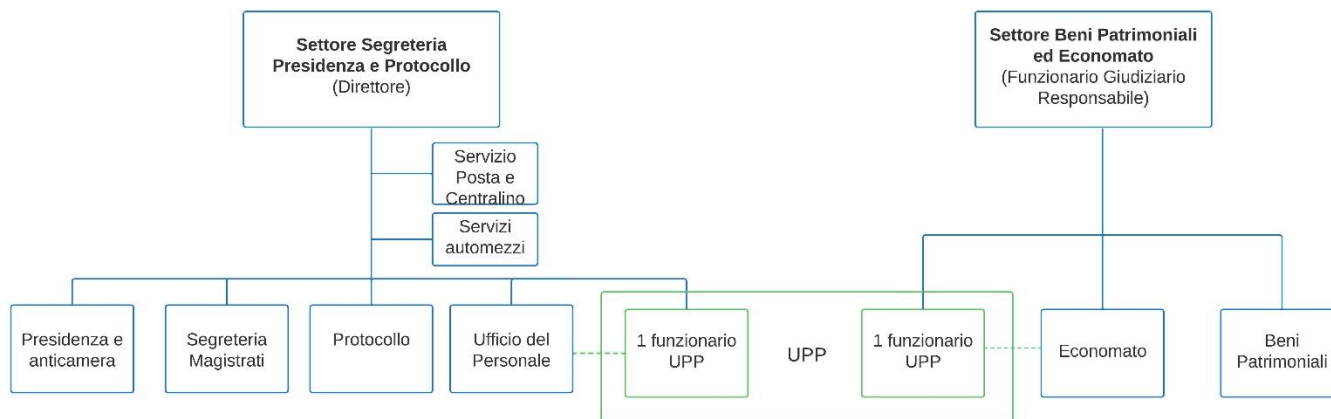 Settore Segreteria
Presidenza e Protocollo
(Direttore)
Settore Beni Patrimoniali
ed Economato
(Funzionario Giudiziario
Responsabile)
Servizio
Posta e
Centralino
Servizi
automezzi
Presidenza e
anticamera
Segreteria
Magistrati
Protocollo
Ufficio del
Personale
1 funzionario
UPP
UPP
1 funzionario
UPP
Economato
Beni
Patrimoniali